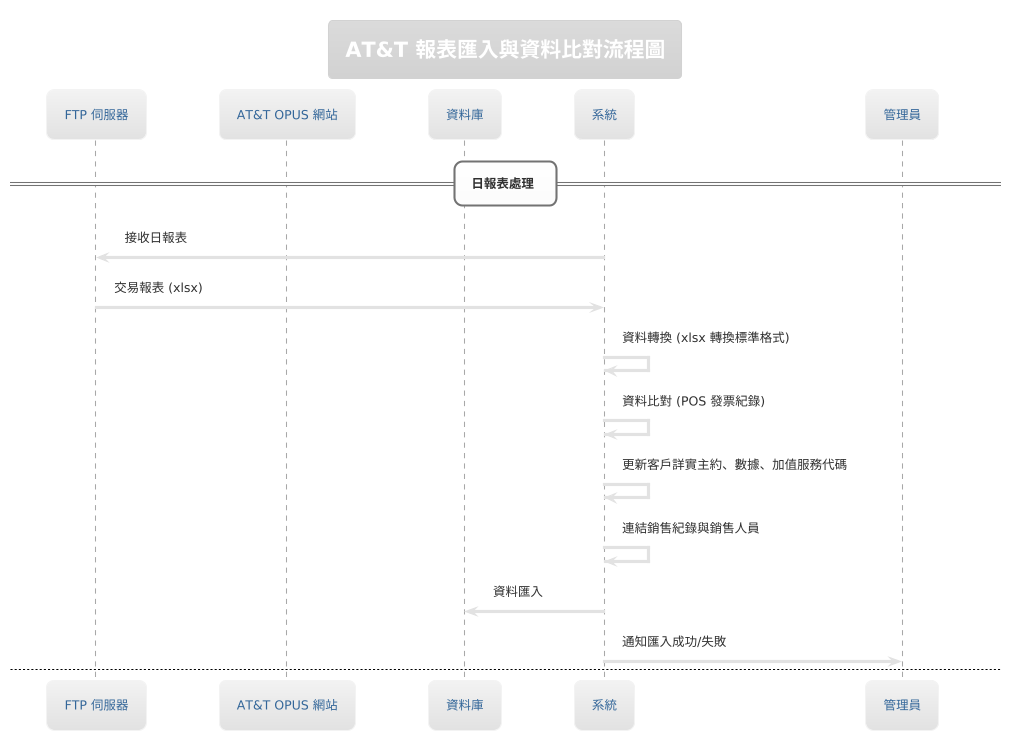 AT&T 報表匯入與資料比對流程圖
FTP 伺服器
AT&T OPUS 網站
資料庫
系統
管理員
日報表處理
接收日報表
交易報表 (xlsx)
資料轉換 (xlsx 轉換標準格式)
資料比對 (POS 發票紀錄)
更新客戶詳實主約、數據、加值服務代碼
連結銷售紀錄與銷售人員
資料匯入
通知匯入成功/失敗
FTP 伺服器
AT&T OPUS 網站
資料庫
系統
管理員